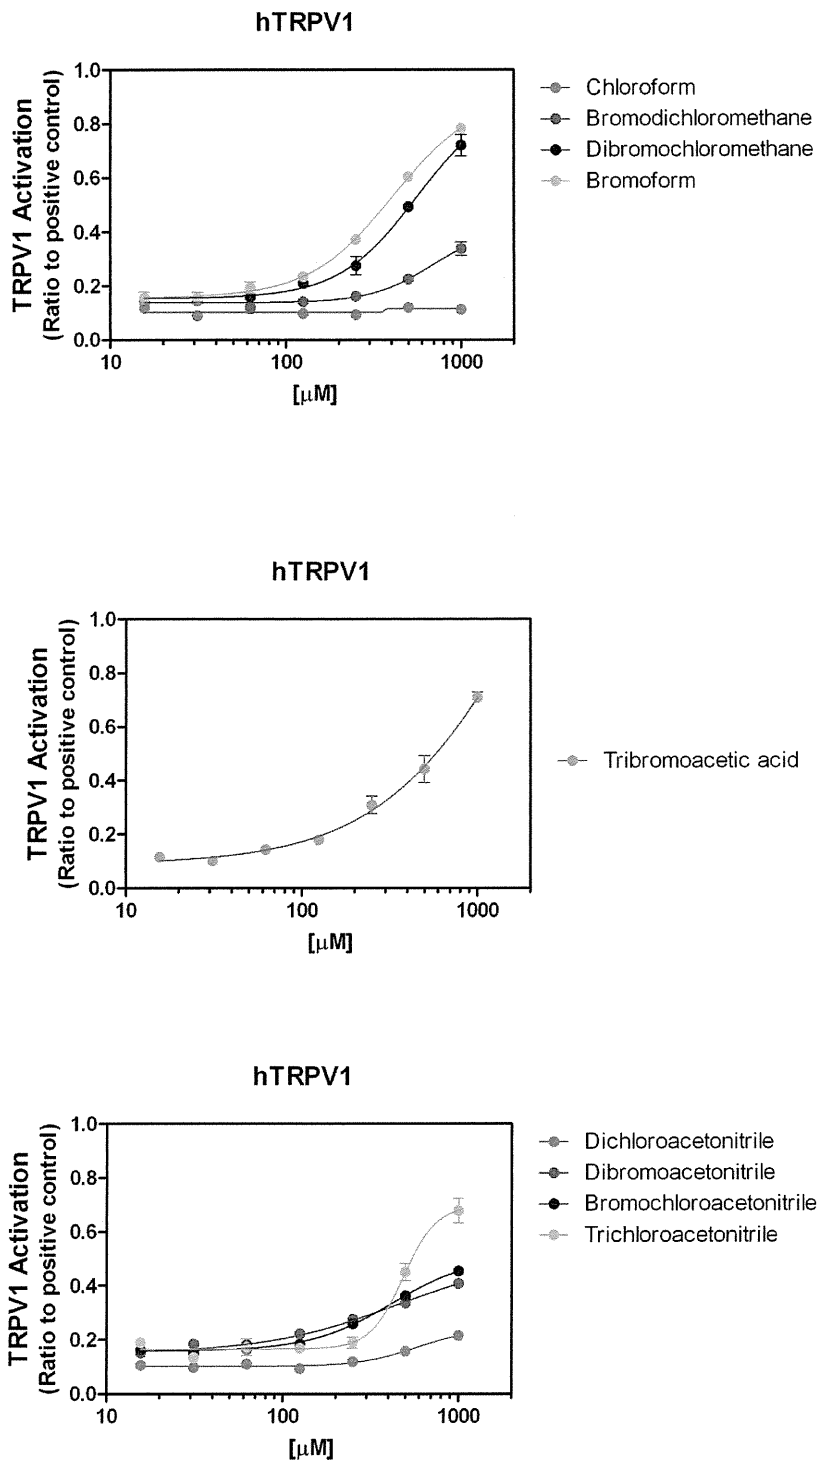 hTRPV1
TRPV1 Activation
(Ratio to positive control)
1.0
0.8
0.6
0.4
0.2
0.0
10
100
1000
[μM]
Chloroform
Bromodichloromethane
Dibromochloromethane
Bromoform
hTRPV1
TRPV1 Activation
(Ratio to positive control)
1.0
0.8
0.6
0.4
0.2
0.0
10
100
1000
[μM]
Tribromoacetic acid
hTRPV1
TRPV1 Activation
(Ratio to positive control)
1.0
0.8
0.6
0.4
0.2
0.0
10
100
1000
[μM]
Dichloroacetonitrile
Dibromoacetonitrile
Bromochloroacetonitrile
Trichloroacetonitrile